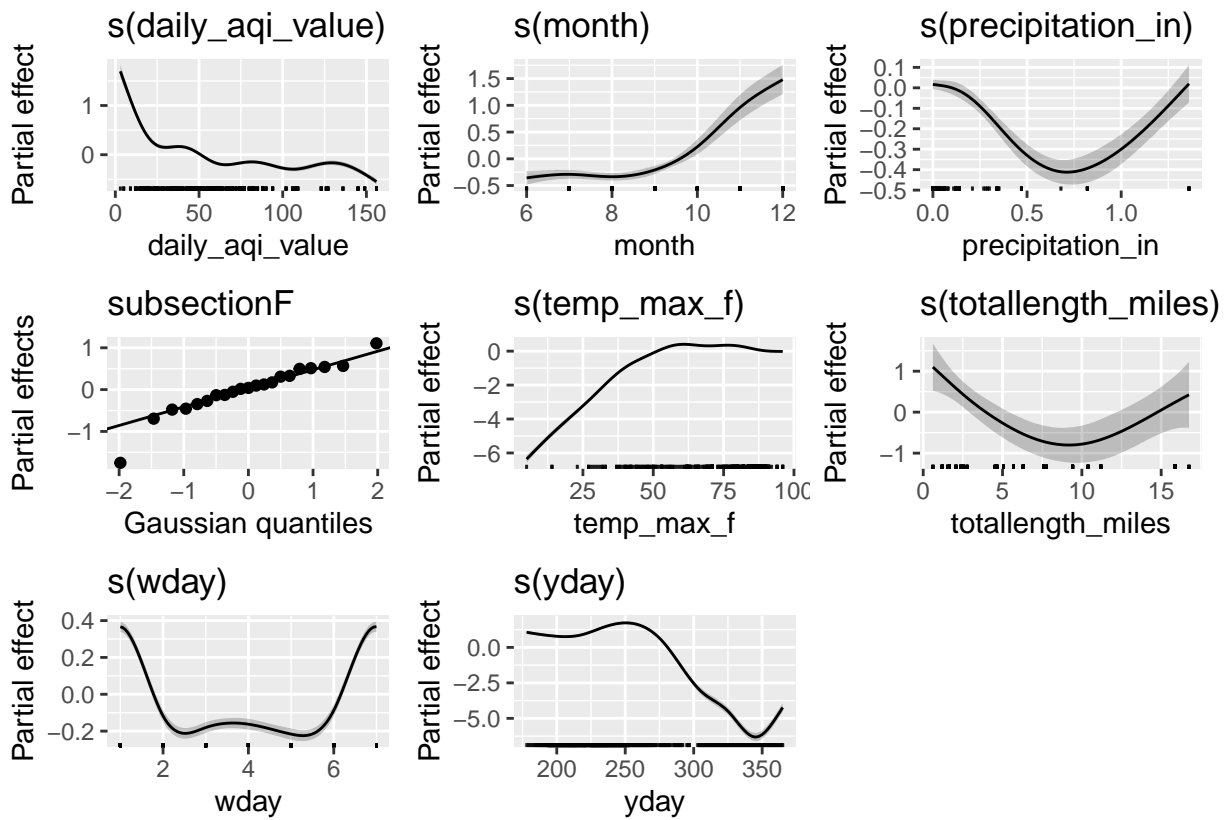 s(daily_aqi_value)
Partial effect
1
0
0 50 100 150
daily_aqi_value
s(month)
Partial effect
1.5
1.0
0.5
0.0
−0.5
6 8 10 12
month
s(precipitation_in)
Partial effect
0.1
0.0
−0.1
−0.2
−0.3
−0.4
−0.5
0.0 0.5 1.0
precipitation_in
subsectionF
Partial effects
1
0
−1
−2 −1 0 1 2
Gaussian quantiles
s(temp_max_f)
Partial effect
0
−2
−4
−6
25 50 75 100
temp_max_f
s(totallength_miles)
Partial effect
1
0
−1
0 5 10 15
totallength_miles
s(wday)
Partial effect
0.4
0.2
0.0
−0.2
2 4 6
wday
s(yday)
Partial effect
0.0
−2.5
−5.0
200 250 300 350
yday